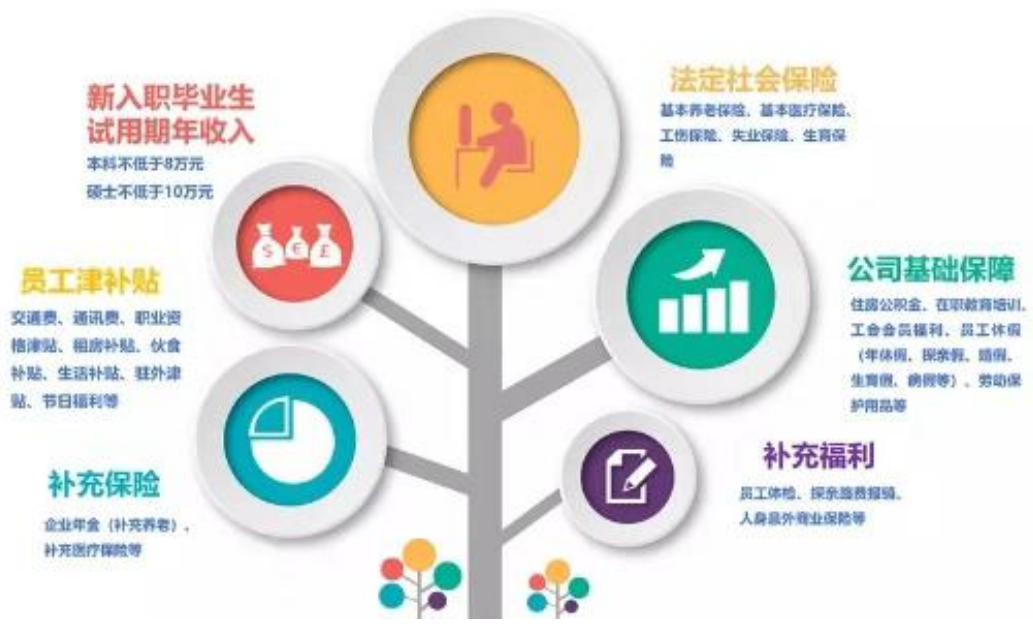 新入职毕业生
试用期年收入
本科不低于8万元
硕士不低于10万元
法定社会保险
基本养老保险、基本医疗保险、
工伤保险、失业保险、生育保
险
员工津补贴
交通费、通讯费、职业资
格津贴、租房补贴、伙食
补贴、生活补贴、驻外津
贴、节日福利等
公司基础保障
住房公积金、在职教育培训、
工会会员福利、员工休假
（年休假、探亲假、婚假、
生育假、病假等）、劳动保
护用品等
补充保险
企业年金（补充养老）、
补充医疗保险等
补充福利
员工体检、探亲路费报销、
人身意外商业保险等
$ € £